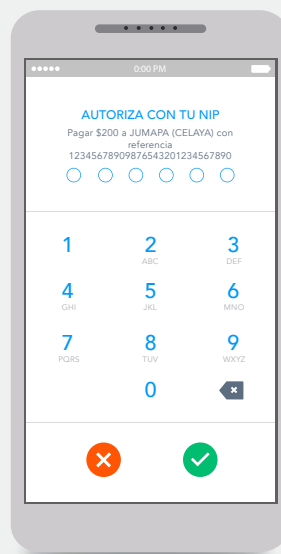 0:00 PM
AUTORIZA CON TU NIP
Pagar $200 a JUMAPA (CELAYA) con
referencia
12345678909876543201234567890
1 2 3
ABC DEF
4 5 6
GHI JKL MNO
7 8 9
PQRS TUV WXYZ
0